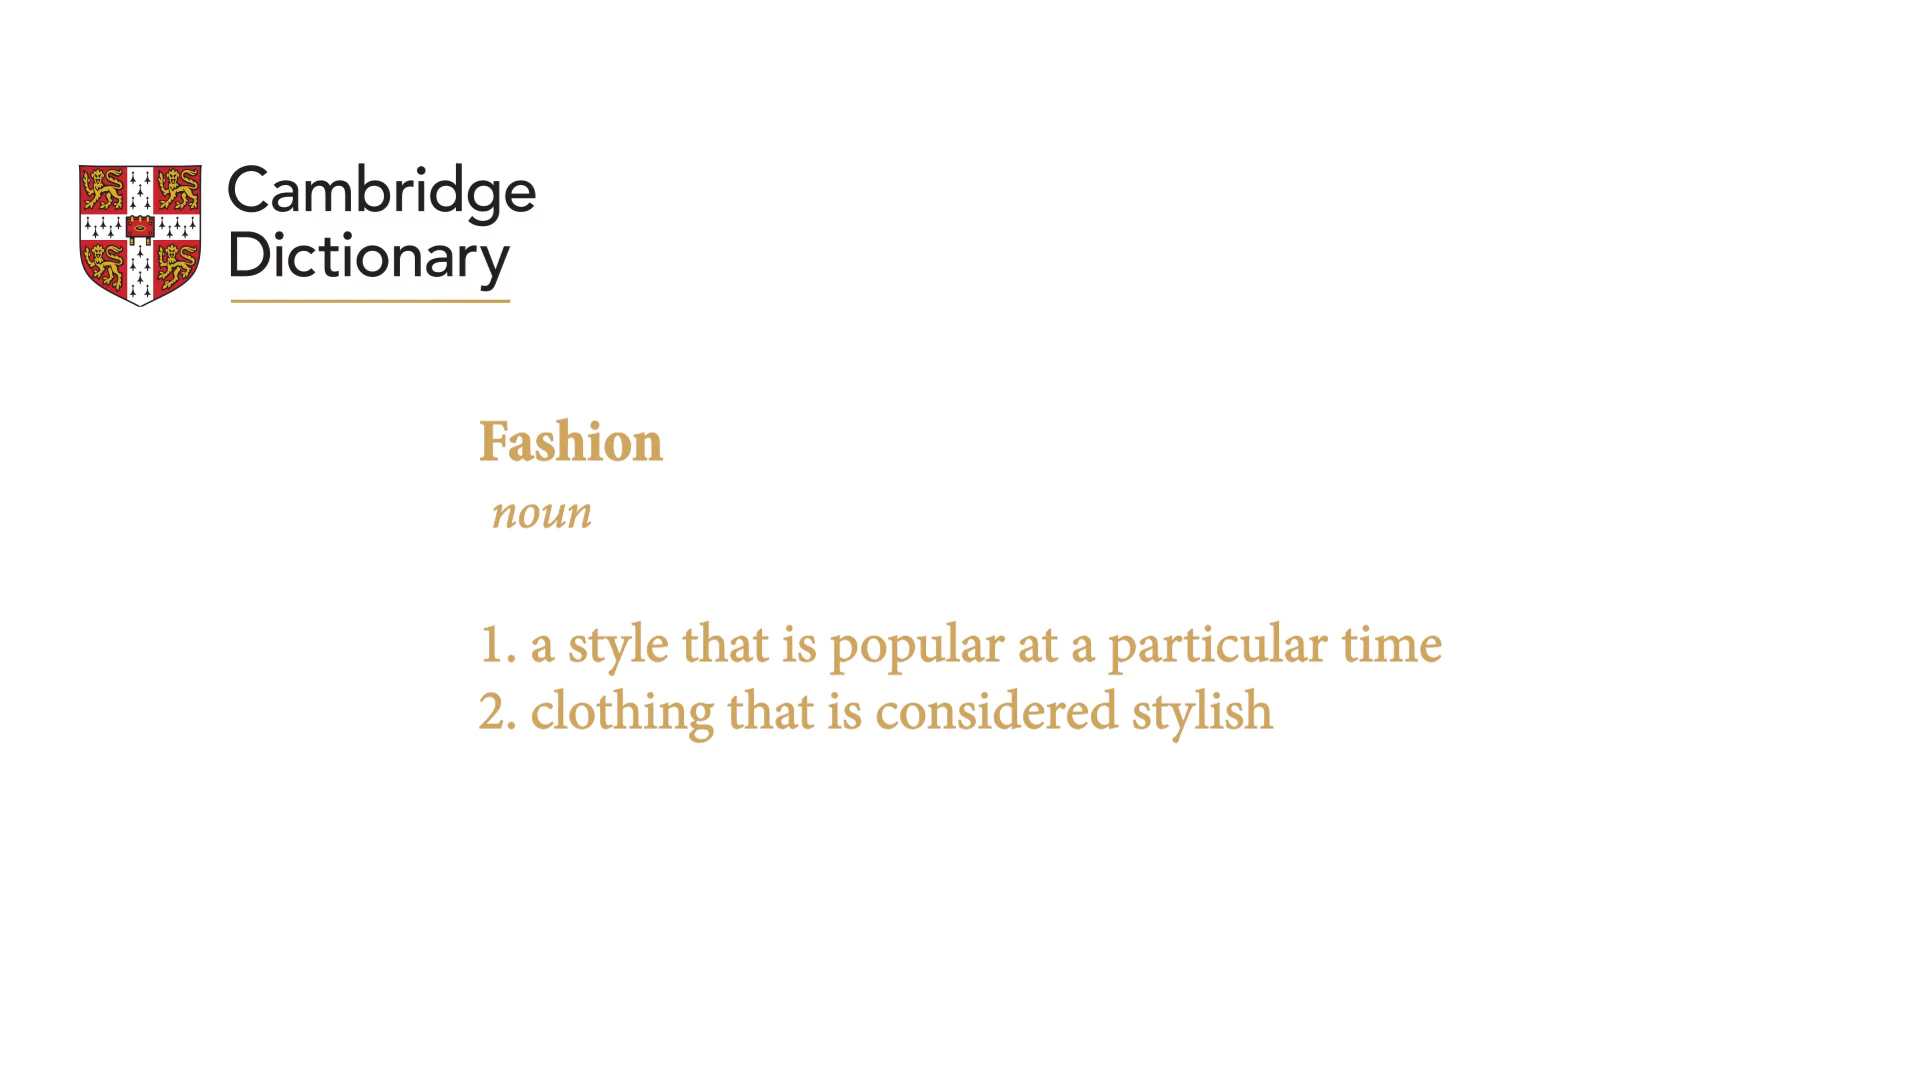 Cambridge
Dictionary
Fashion
noun
1. a style that is popular at a particular time
2. clothing that is considered stylish